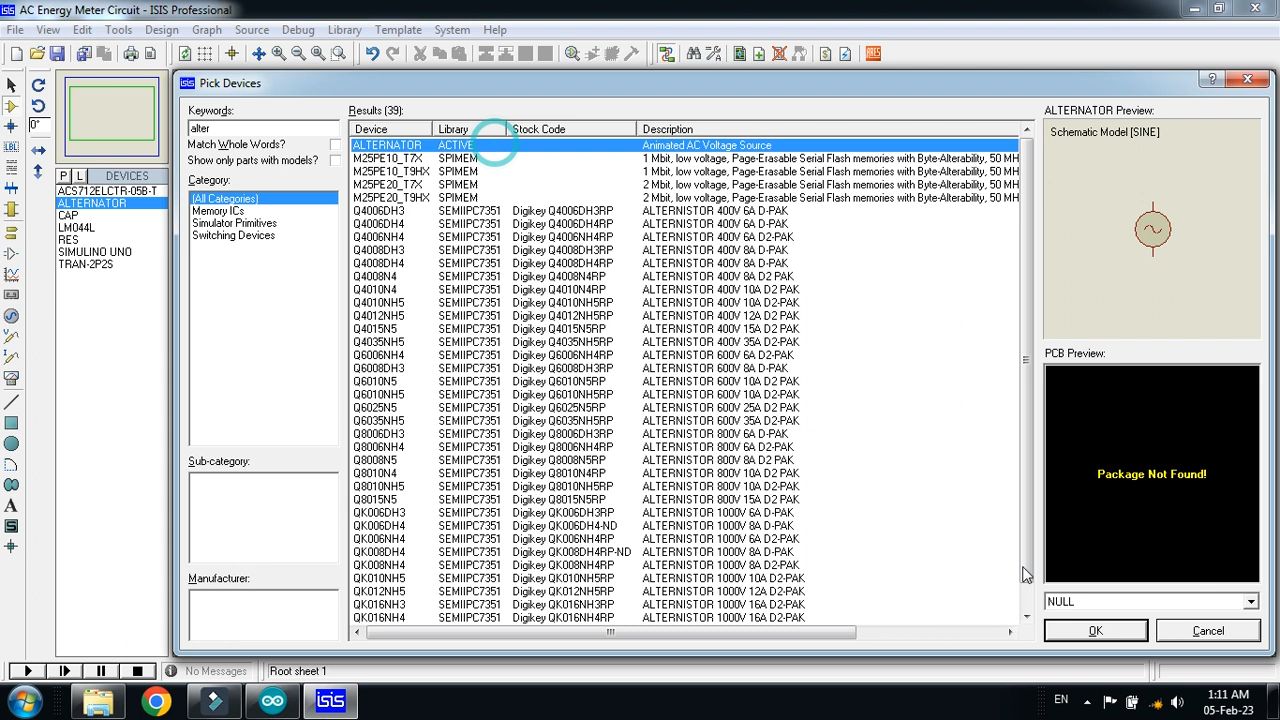 AC Energy Meter Circuit - ISIS Professional
File View Edit Tools Design Graph Source Debug Library Template System Help
Pick Devices
Keywords:
alter
Match Whole Words?
Show only parts with models?
Category:
(All Categories)
Memory ICs
Simulator Primitives
Switching Devices
Sub-category:
Manufacturer:
0°
P L DEVICES
ACS712ELCTR-05B-T
ALTERNATOR
CAP
LM044L
RES
SIMULINO UNO
TRAN-2P2S
Results (39):
Device Library Stock Code Description
ALTERNATOR ACTIVE Animated AC Voltage Source
M25PE10_T7X SPIMEM 1 Mbit, low voltage, Page-Erasable Serial Flash memories with Byte-Alterability, 50 MH
M25PE10_T9HX SPIMEM 1 Mbit, low voltage, Page-Erasable Serial Flash memories with Byte-Alterability, 50 MH
M25PE20_T7X SPIMEM 2 Mbit, low voltage, Page-Erasable Serial Flash memories with Byte-Alterability, 50 MH
M25PE20_T9HX SPIMEM 2 Mbit, low voltage, Page-Erasable Serial Flash memories with Byte-Alterability, 50 MH
Q4006DH3 SEMIIPC7351 Digikey Q4006DH3RP ALTERNISTOR 400V 6A D-PAK
Q4006DH4 SEMIIPC7351 Digikey Q4006DH4RP ALTERNISTOR 400V 6A D-PAK
Q4006NH4 SEMIIPC7351 Digikey Q4006NH4RP ALTERNISTOR 400V 6A D2-PAK
Q4008DH3 SEMIIPC7351 Digikey Q4008DH3RP ALTERNISTOR 400V 8A D-PAK
Q4008DH4 SEMIIPC7351 Digikey Q4008DH4RP ALTERNISTOR 400V 8A D-PAK
Q4008N4 SEMIIPC7351 Digikey Q4008N4RP ALTERNISTOR 400V 8A D2 PAK
Q4010N4 SEMIIPC7351 Digikey Q4010N4RP ALTERNISTOR 400V 10A D2-PAK
Q4010NH5 SEMIIPC7351 Digikey Q4010NH5RP ALTERNISTOR 400V 10A D2-PAK
Q4012NH5 SEMIIPC7351 Digikey Q4012NH5RP ALTERNISTOR 400V 12A D2-PAK
Q4015N5 SEMIIPC7351 Digikey Q4015N5RP ALTERNISTOR 400V 15A D2-PAK
Q4035NH5 SEMIIPC7351 Digikey Q4035NH5RP ALTERNISTOR 400V 35A D2-PAK
Q6006NH4 SEMIIPC7351 Digikey Q6006NH4RP ALTERNISTOR 600V 6A D2-PAK
Q6008DH3 SEMIIPC7351 Digikey Q6008DH3RP ALTERNISTOR 600V 8A D-PAK
Q6010N5 SEMIIPC7351 Digikey Q6010N5RP ALTERNISTOR 600V 10A D2-PAK
Q6010NH5 SEMIIPC7351 Digikey Q6010NH5RP ALTERNISTOR 600V 10A D2-PAK
Q6025N5 SEMIIPC7351 Digikey Q6025N5RP ALTERNISTOR 600V 25A D2-PAK
Q6035NH5 SEMIIPC7351 Digikey Q6035NH5RP ALTERNISTOR 600V 35A D2-PAK
Q8006DH3 SEMIIPC7351 Digikey Q8006DH3RP ALTERNISTOR 800V 6A D-PAK
Q8006NH4 SEMIIPC7351 Digikey Q8006NH4RP ALTERNISTOR 800V 6A D2-PAK
Q8008N5 SEMIIPC7351 Digikey Q8008N5RP ALTERNISTOR 800V 8A D2-PAK
Q8010N4 SEMIIPC7351 Digikey Q8010N4RP ALTERNISTOR 800V 10A D2-PAK
Q8010NH5 SEMIIPC7351 Digikey Q8010NH5RP ALTERNISTOR 800V 10A D2-PAK
Q8015N5 SEMIIPC7351 Digikey Q8015N5RP ALTERNISTOR 800V 15A D2-PAK
QK006DH3 SEMIIPC7351 Digikey QK006DH3RP ALTERNISTOR 1000V 6A D-PAK
QK006DH4 SEMIIPC7351 Digikey QK006DH4-ND ALTERNISTOR 1000V 6A D-PAK
QK006NH4 SEMIIPC7351 Digikey QK006NH4RP ALTERNISTOR 1000V 6A D2-PAK
QK008DH4 SEMIIPC7351 Digikey QK008DH4RP-ND ALTERNISTOR 1000V 8A D-PAK
QK008NH4 SEMIIPC7351 Digikey QK008NH4RP ALTERNISTOR 1000V 8A D2-PAK
QK010NH5 SEMIIPC7351 Digikey QK010NH5RP ALTERNISTOR 1000V 10A D2-PAK
QK012NH5 SEMIIPC7351 Digikey QK012NH5RP ALTERNISTOR 1000V 12A D2-PAK
QK016NH3 SEMIIPC7351 Digikey QK016NH3RP ALTERNISTOR 1000V 16A D2-PAK
QK016NH4 SEMIIPC7351 Digikey QK016NH4RP ALTERNISTOR 1000V 16A D2-PAK
ALTERNATOR Preview:
Schematic Model [SINE]
PCB Preview:
Package Not Found!
NULL
OK Cancel
No Messages Root sheet 1
isis EN 1:11 AM
05-Feb-23